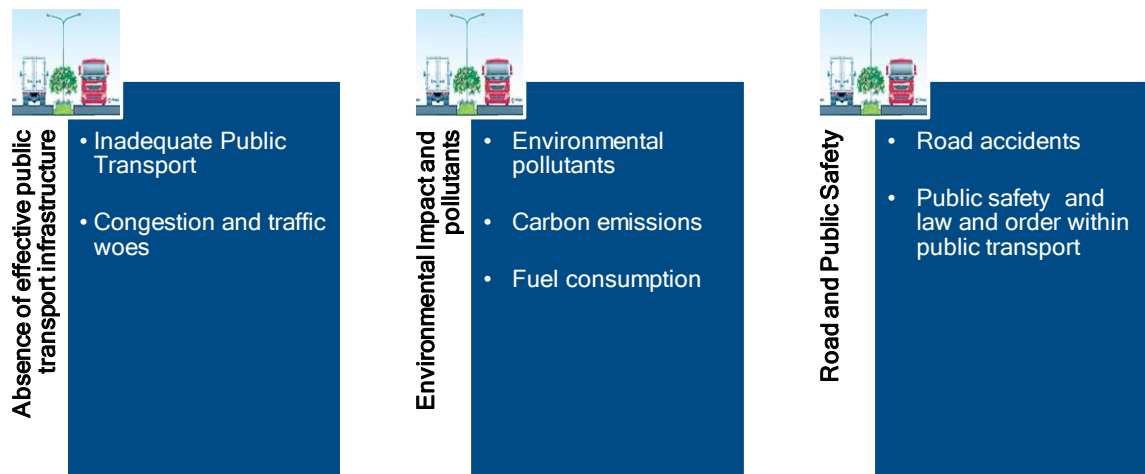 Absence of effective public
transport infrastructure
• Inadequate Public
Transport
• Congestion and traffic
woes
Environmental Impact and
pollutants
• Environmental
pollutants
• Carbon emissions
• Fuel consumption
Road and Public Safety
• Road accidents
• Public safety and
law and order within
public transport